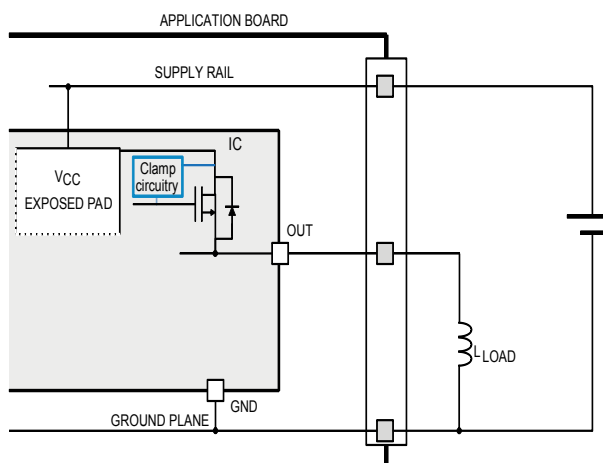 APPLICATION BOARD
SUPPLY RAIL
IC
VCC
EXPOSED PAD
Clamp
circuitry
OUT
LLOAD
GND
GROUND PLANE